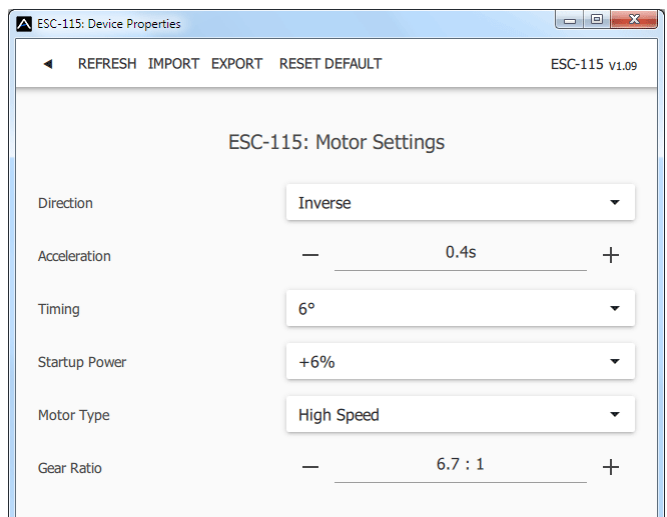 ESC-115: Device Properties
REFRESH IMPORT EXPORT RESET DEFAULT ESC-115 V1.09
ESC-115: Motor Settings
Direction Inverse
Acceleration — 0.4s +
Timing 6°
Startup Power +6%
Motor Type High Speed
Gear Ratio — 6.7 : 1 +